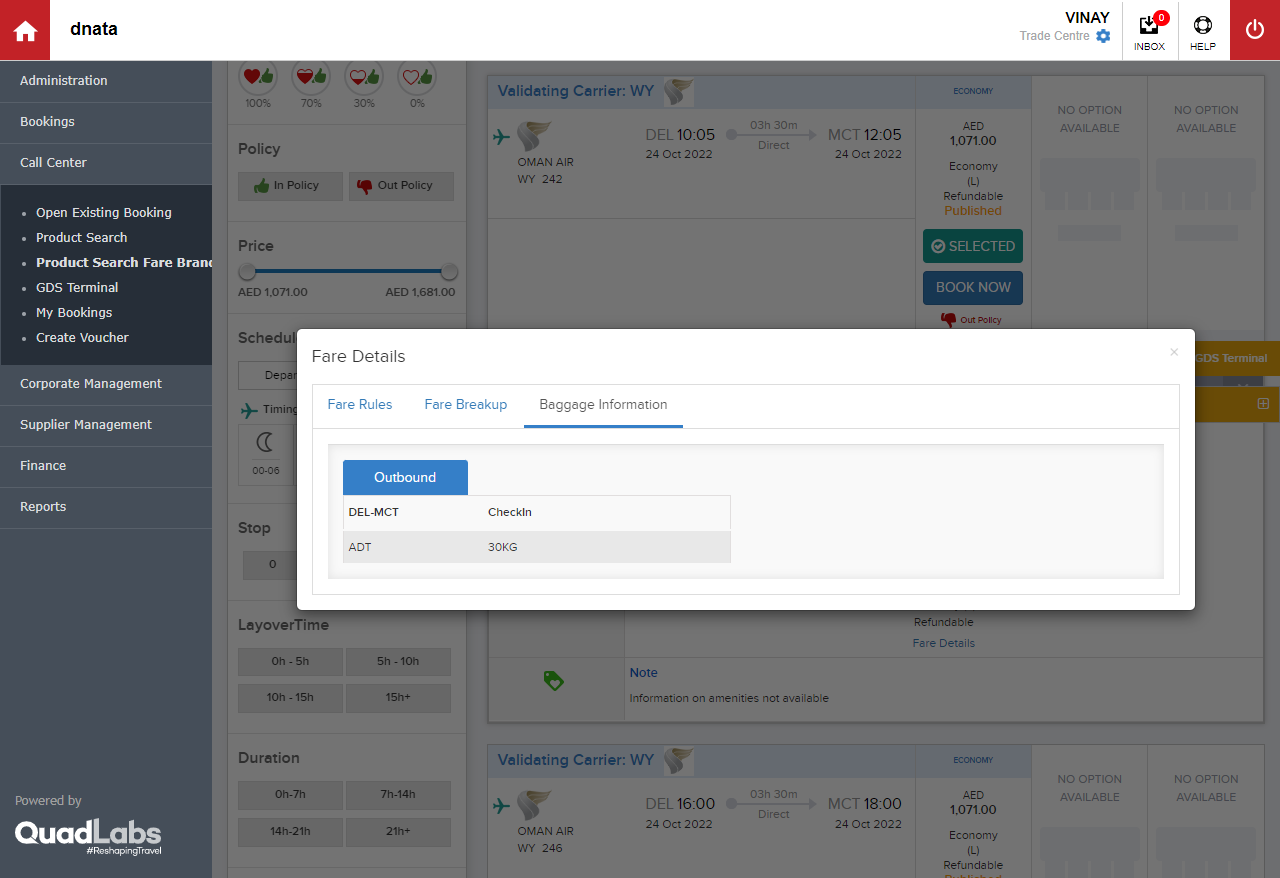 dnata
VINAY
Trade Centre
0
INBOX
HELP
Administration
Bookings
Call Center
Open Existing Booking
Product Search
Product Search Fare Bran
GDS Terminal
My Bookings
Create Voucher
Corporate Management
Supplier Management
Finance
Reports
Powered by
QuadLabs
#ReshapingTravel
100% 70% 30% 0%
Policy
In Policy Out Policy
Price
AED 1,071.00 AED 1,681.00
Schedul
Depar
Timing
00-06
Stop
0
LayoverTime
0h - 5h 5h - 10h
10h - 15h 15h+
Duration
0h-7h 7h-14h
14h-21h 21h+
Validating Carrier: WY
ECONOMY
OMAN AIR
WY 242
DEL 10:05 03h 30m MCT 12:05
24 Oct 2022 Direct 24 Oct 2022
AED
1,071.00
Economy
(L)
Refundable
Published
SELECTED
BOOK NOW
Out Policy
NO OPTION
AVAILABLE
NO OPTION
AVAILABLE
GDS Terminal
Fare Details
×
Fare Rules Fare Breakup Baggage Information
Outbound
DEL-MCT CheckIn
ADT 30KG
Refundable
Fare Details
Note
Information on amenities not available
Validating Carrier: WY
ECONOMY
OMAN AIR
WY 246
DEL 16:00 03h 30m MCT 18:00
24 Oct 2022 Direct 24 Oct 2022
AED
1,071.00
Economy
(L)
Refundable
NO OPTION
AVAILABLE
NO OPTION
AVAILABLE